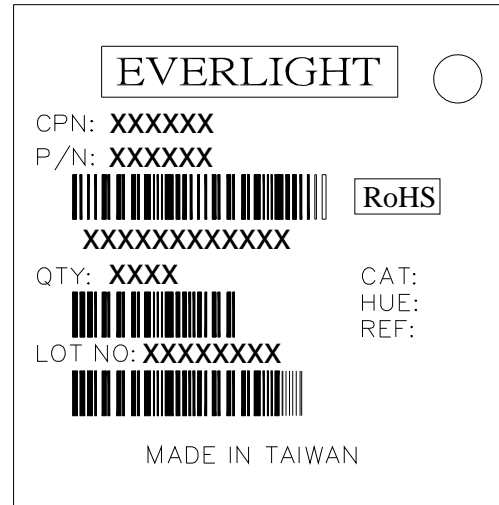 EVERLIGHT
CPN: XXXXXX
P/N: XXXXXX
RoHS
XXXXXXXXXXXX
QTY: XXXX
CAT:
HUE:
REF:
LOT NO: XXXXXXXX
MADE IN TAIWAN